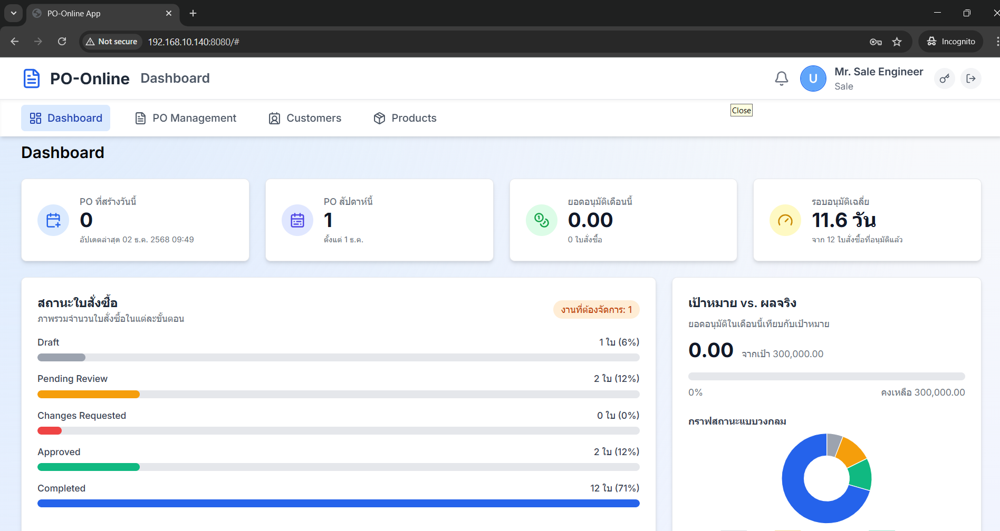 PO-Online App
Not secure
192.168.10.140:8080/#
Incognito
PO-Online
Dashboard
U
Mr. Sale Engineer
Sale
Dashboard
PO Management
Customers
Products
Close
Dashboard
PO ที่สร้างวันนี้
0
อัปเดตล่าสุด 02 ธ.ค. 2568 09:49
PO สัปดาห์นี้
1
ตั้งแต่ 1 ธ.ค.
ยอดอนุมัติเดือนนี้
0.00
0 ใบสั่งซื้อ
รอบอนุมัติเฉลี่ย
11.6 วัน
จาก 12 ใบสั่งซื้อที่อนุมัติแล้ว
สถานะใบสั่งซื้อ
ภาพรวมจำนวนใบสั่งซื้อในแต่ละขั้นตอน
งานที่ต้องจัดการ: 1
Draft
1 ใบ (6%)
Pending Review
2 ใบ (12%)
Changes Requested
0 ใบ (0%)
Approved
2 ใบ (12%)
Completed
12 ใบ (71%)
เป้าหมาย vs. ผลจริง
ยอดอนุมัติในเดือนนี้เทียบกับเป้าหมาย
0.00 จากเป้า 300,000.00
0%
คงเหลือ 300,000.00
กราฟสถานะแบบวงกลม